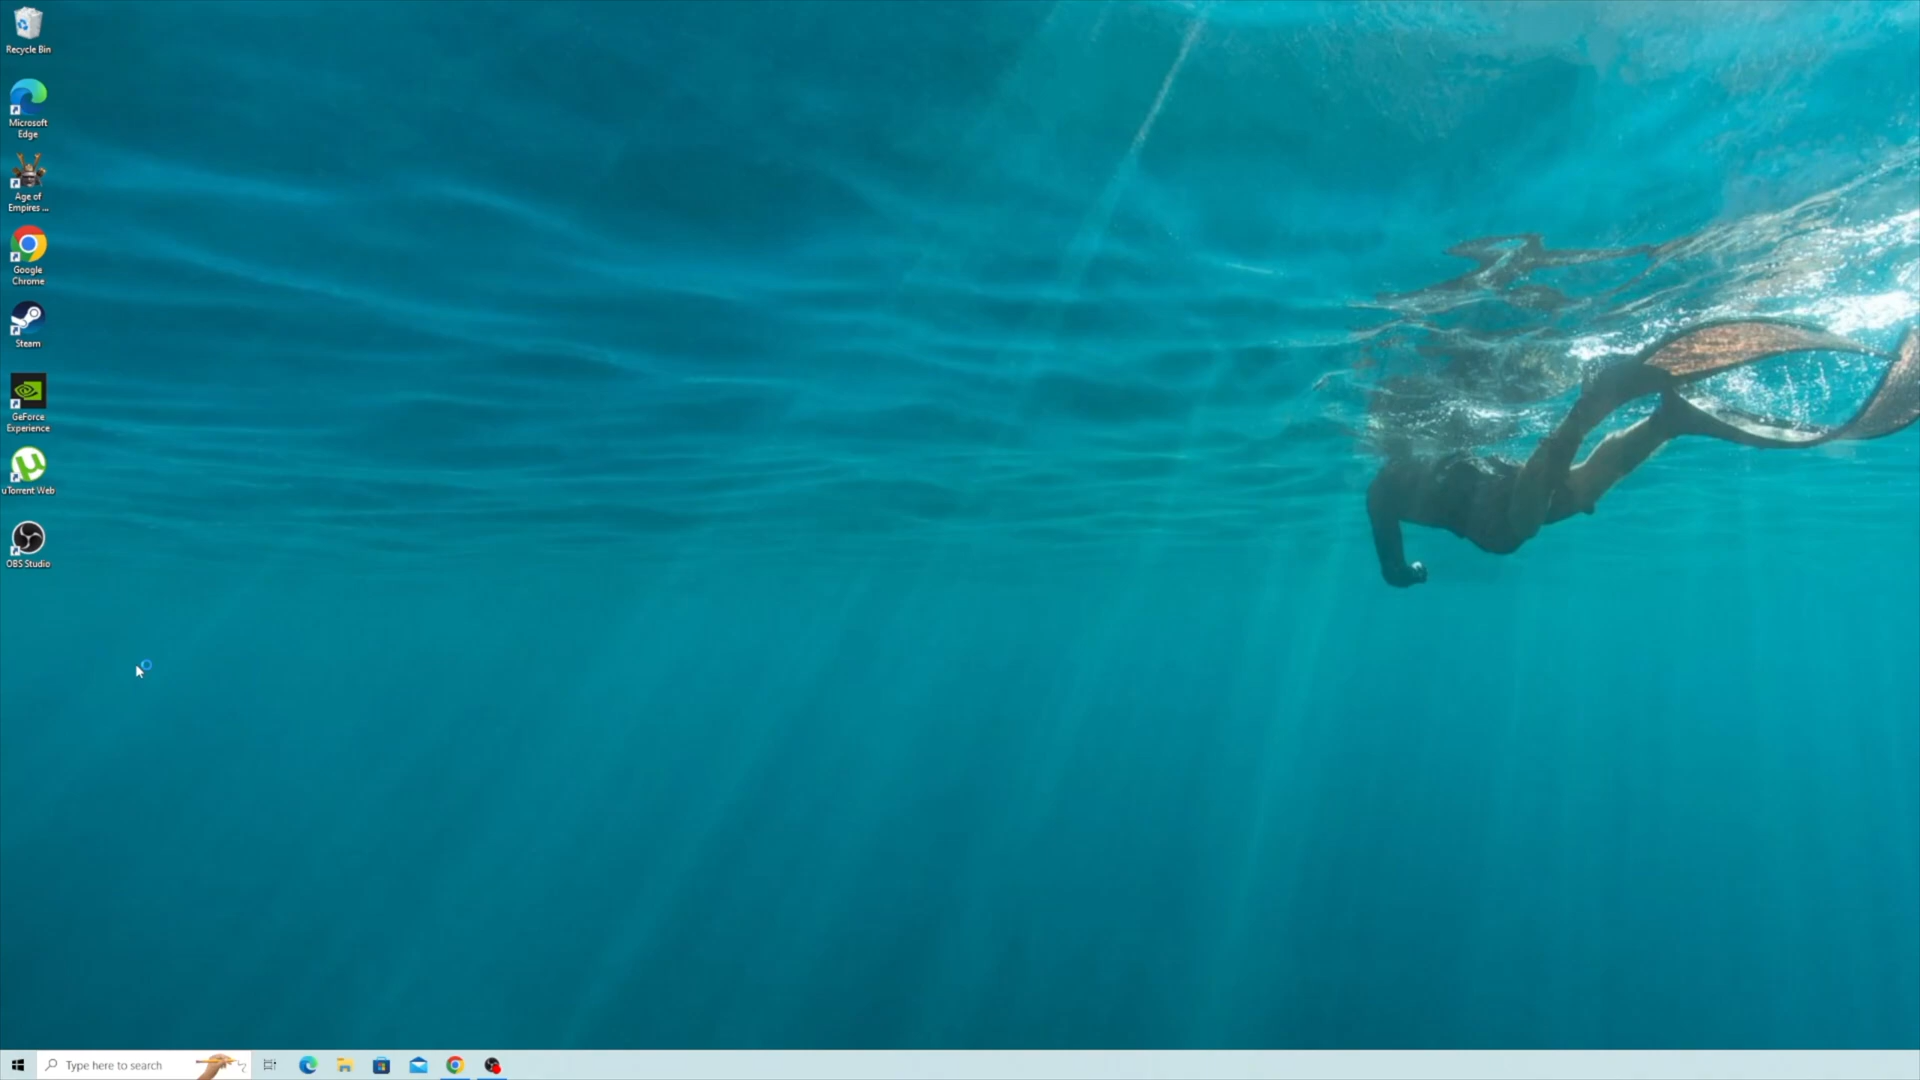 Recycle Bin
Microsoft
Edge
Age of
Empires ...
Google
Chrome
Steam
GeForce
Experience
uTorrent Web
OBS Studio
Type here to search